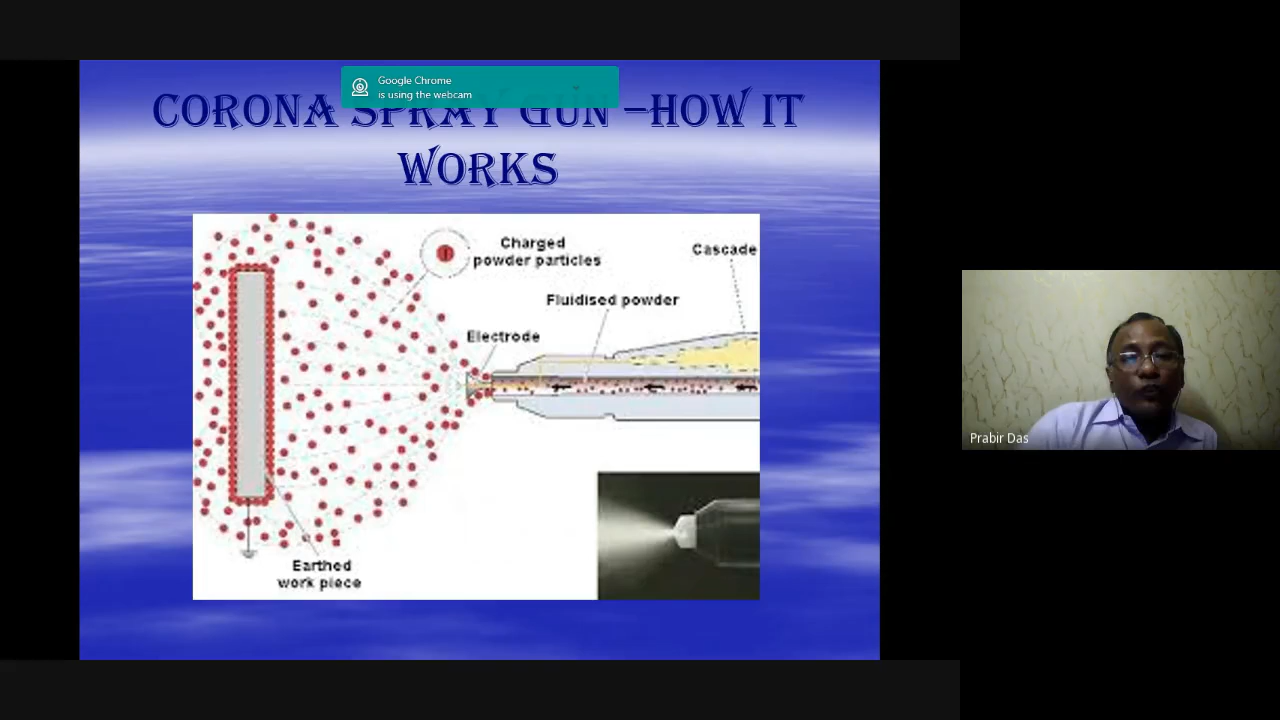 Google Chrome
is using the webcam
CORONA SPRAY GUN –HOW IT
WORKS
Charged
powder particles
Cascade
Fluidised powder
Electrode
Earthed
work piece
Prabir Das